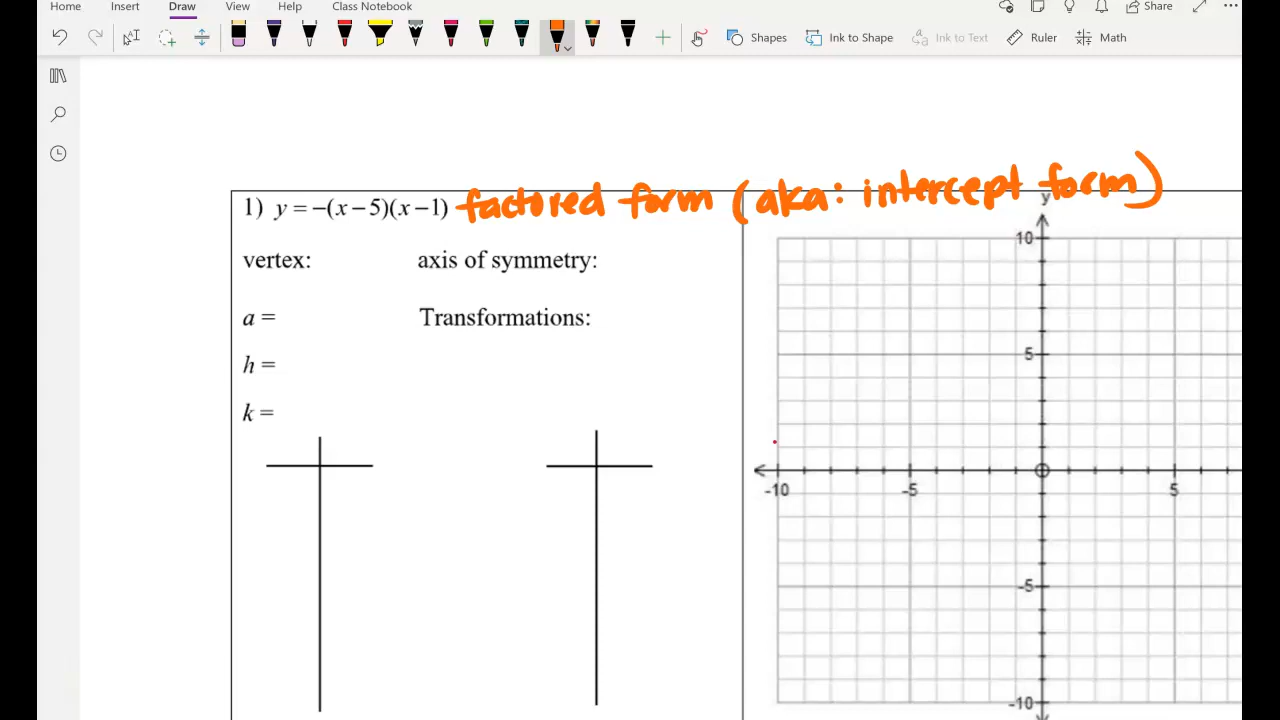 Home Insert Draw View Help Class Notebook Share
Shapes Ink to Shape Ink to Text Ruler Math
1) y = −(x − 5)(x − 1) factored form (aka: intercept form)
vertex: axis of symmetry:
a = Transformations:
h =
k =
y
10
5
-10 -5 5
-5
-10